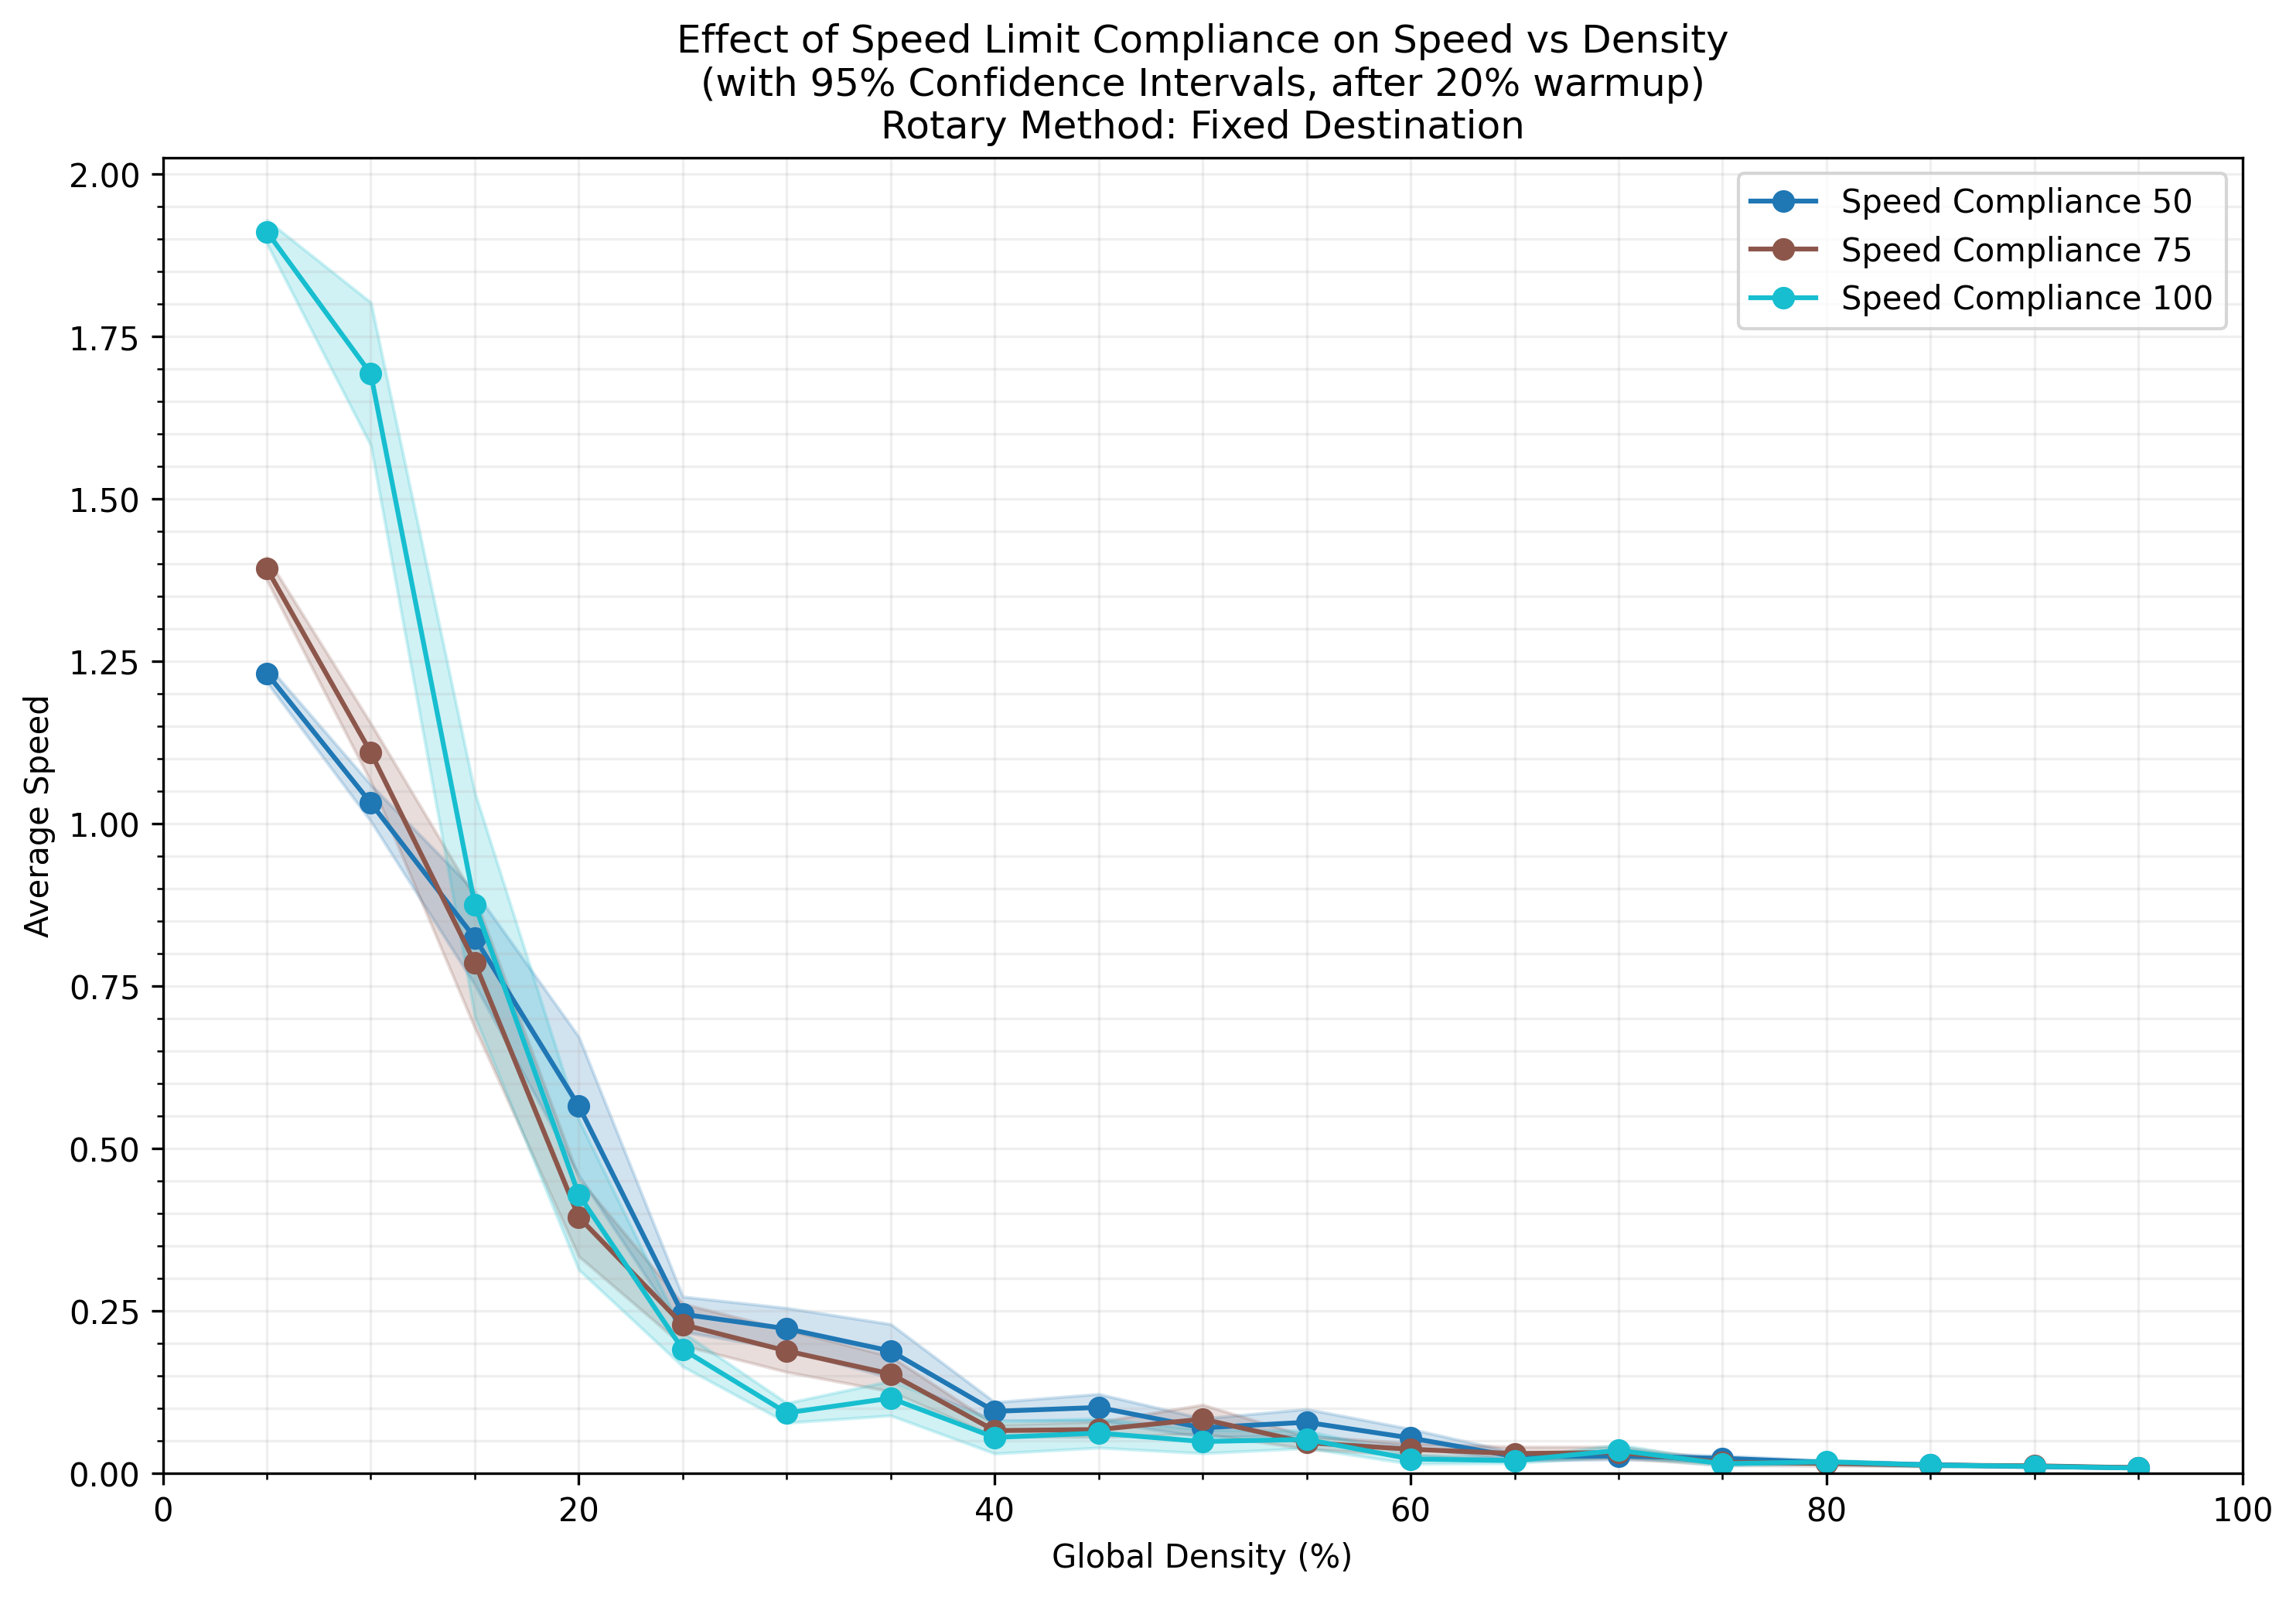 Effect of Speed Limit Compliance on Speed vs Density
(with 95% Confidence Intervals, after 20% warmup)
Rotary Method: Fixed Destination
Speed Compliance 50
Speed Compliance 75
Speed Compliance 100
2.00
1.75
1.50
1.25
1.00
0.75
0.50
0.25
0.00
Average Speed
0 20 40 60 80 100
Global Density (%)